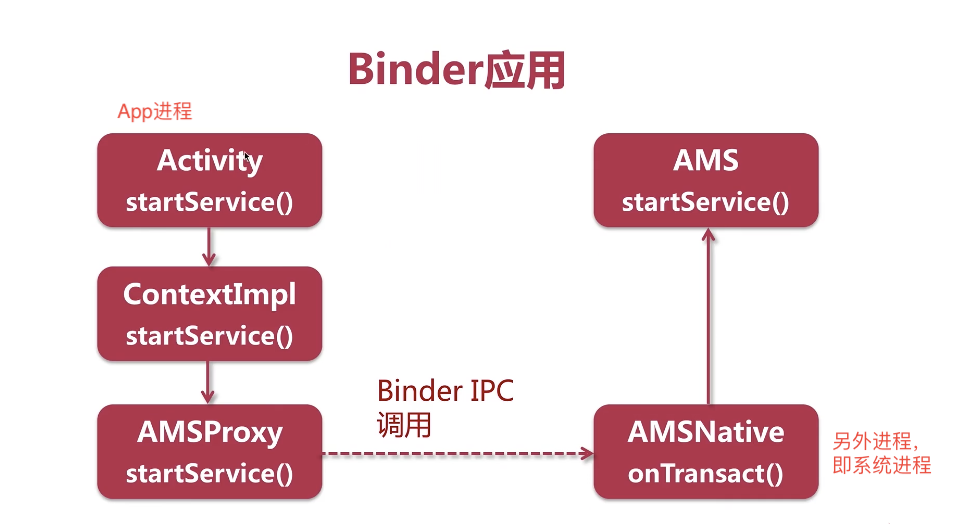 Binder应用
App进程
Activity
startService()
ContextImpl
startService()
AMSProxy
startService()
Binder IPC
调用
AMS
startService()
AMSNative
onTransact()
另外进程，
即系统进程